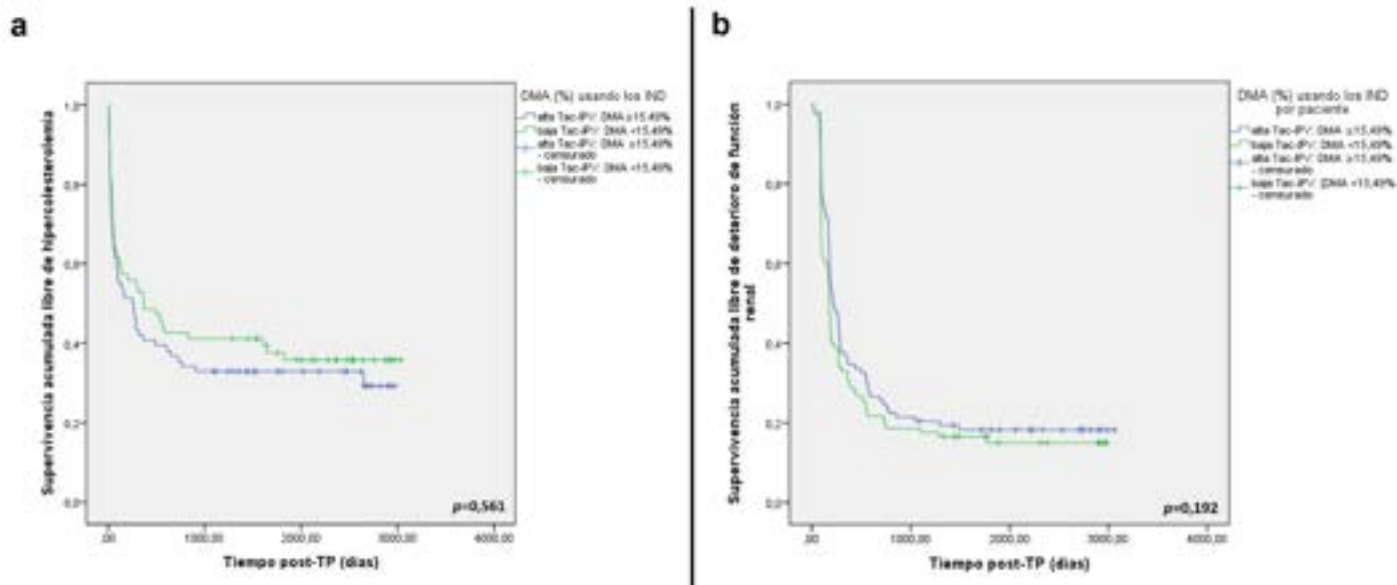 a
DMA (%) usando los IND
alta Tac-IPV: DMA ≥15,49%
baja Tac-IPV: DMA <15,49%
alta Tac-IPV: DMA ≥15,49%
- censurado
baja Tac-IPV: DMA <15,49%
- censurado
Supervivencia acumulada libre de hipercolesterolemia
1,0
0,8
0,6
0,4
0,2
0,0
p=0,561
,00
1000,00
2000,00
3000,00
4000,00
Tiempo post-TP (dias)
b
DMA (%) usando los IND
por paciente
alta Tac-IPV: DMA ≥15,49%
baja Tac-IPV: DMA <15,49%
alta Tac-IPV: DMA ≥15,49%
- censurado
baja Tac-IPV: (DMA <15,49%
- censurado
Supervivencia acumulada libre de deterioro de función
renal
1,0
0,8
0,6
0,4
0,2
0,0
p=0,192
,00
1000,00
2000,00
3000,00
4000,00
Tiempo post-TP (dias)